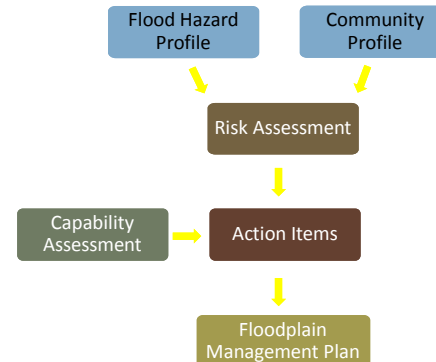 Flood Hazard
Profile
Community
Profile
Risk Assessment
Capability
Assessment
Action Items
Floodplain
Management Plan